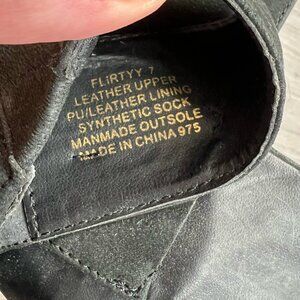 FLiRTYY 7
LEATHER UPPER
PU/LEATHER LINING
SYNTHETIC SOCK
MANMADE OUTSOLE
MADE IN CHINA 975